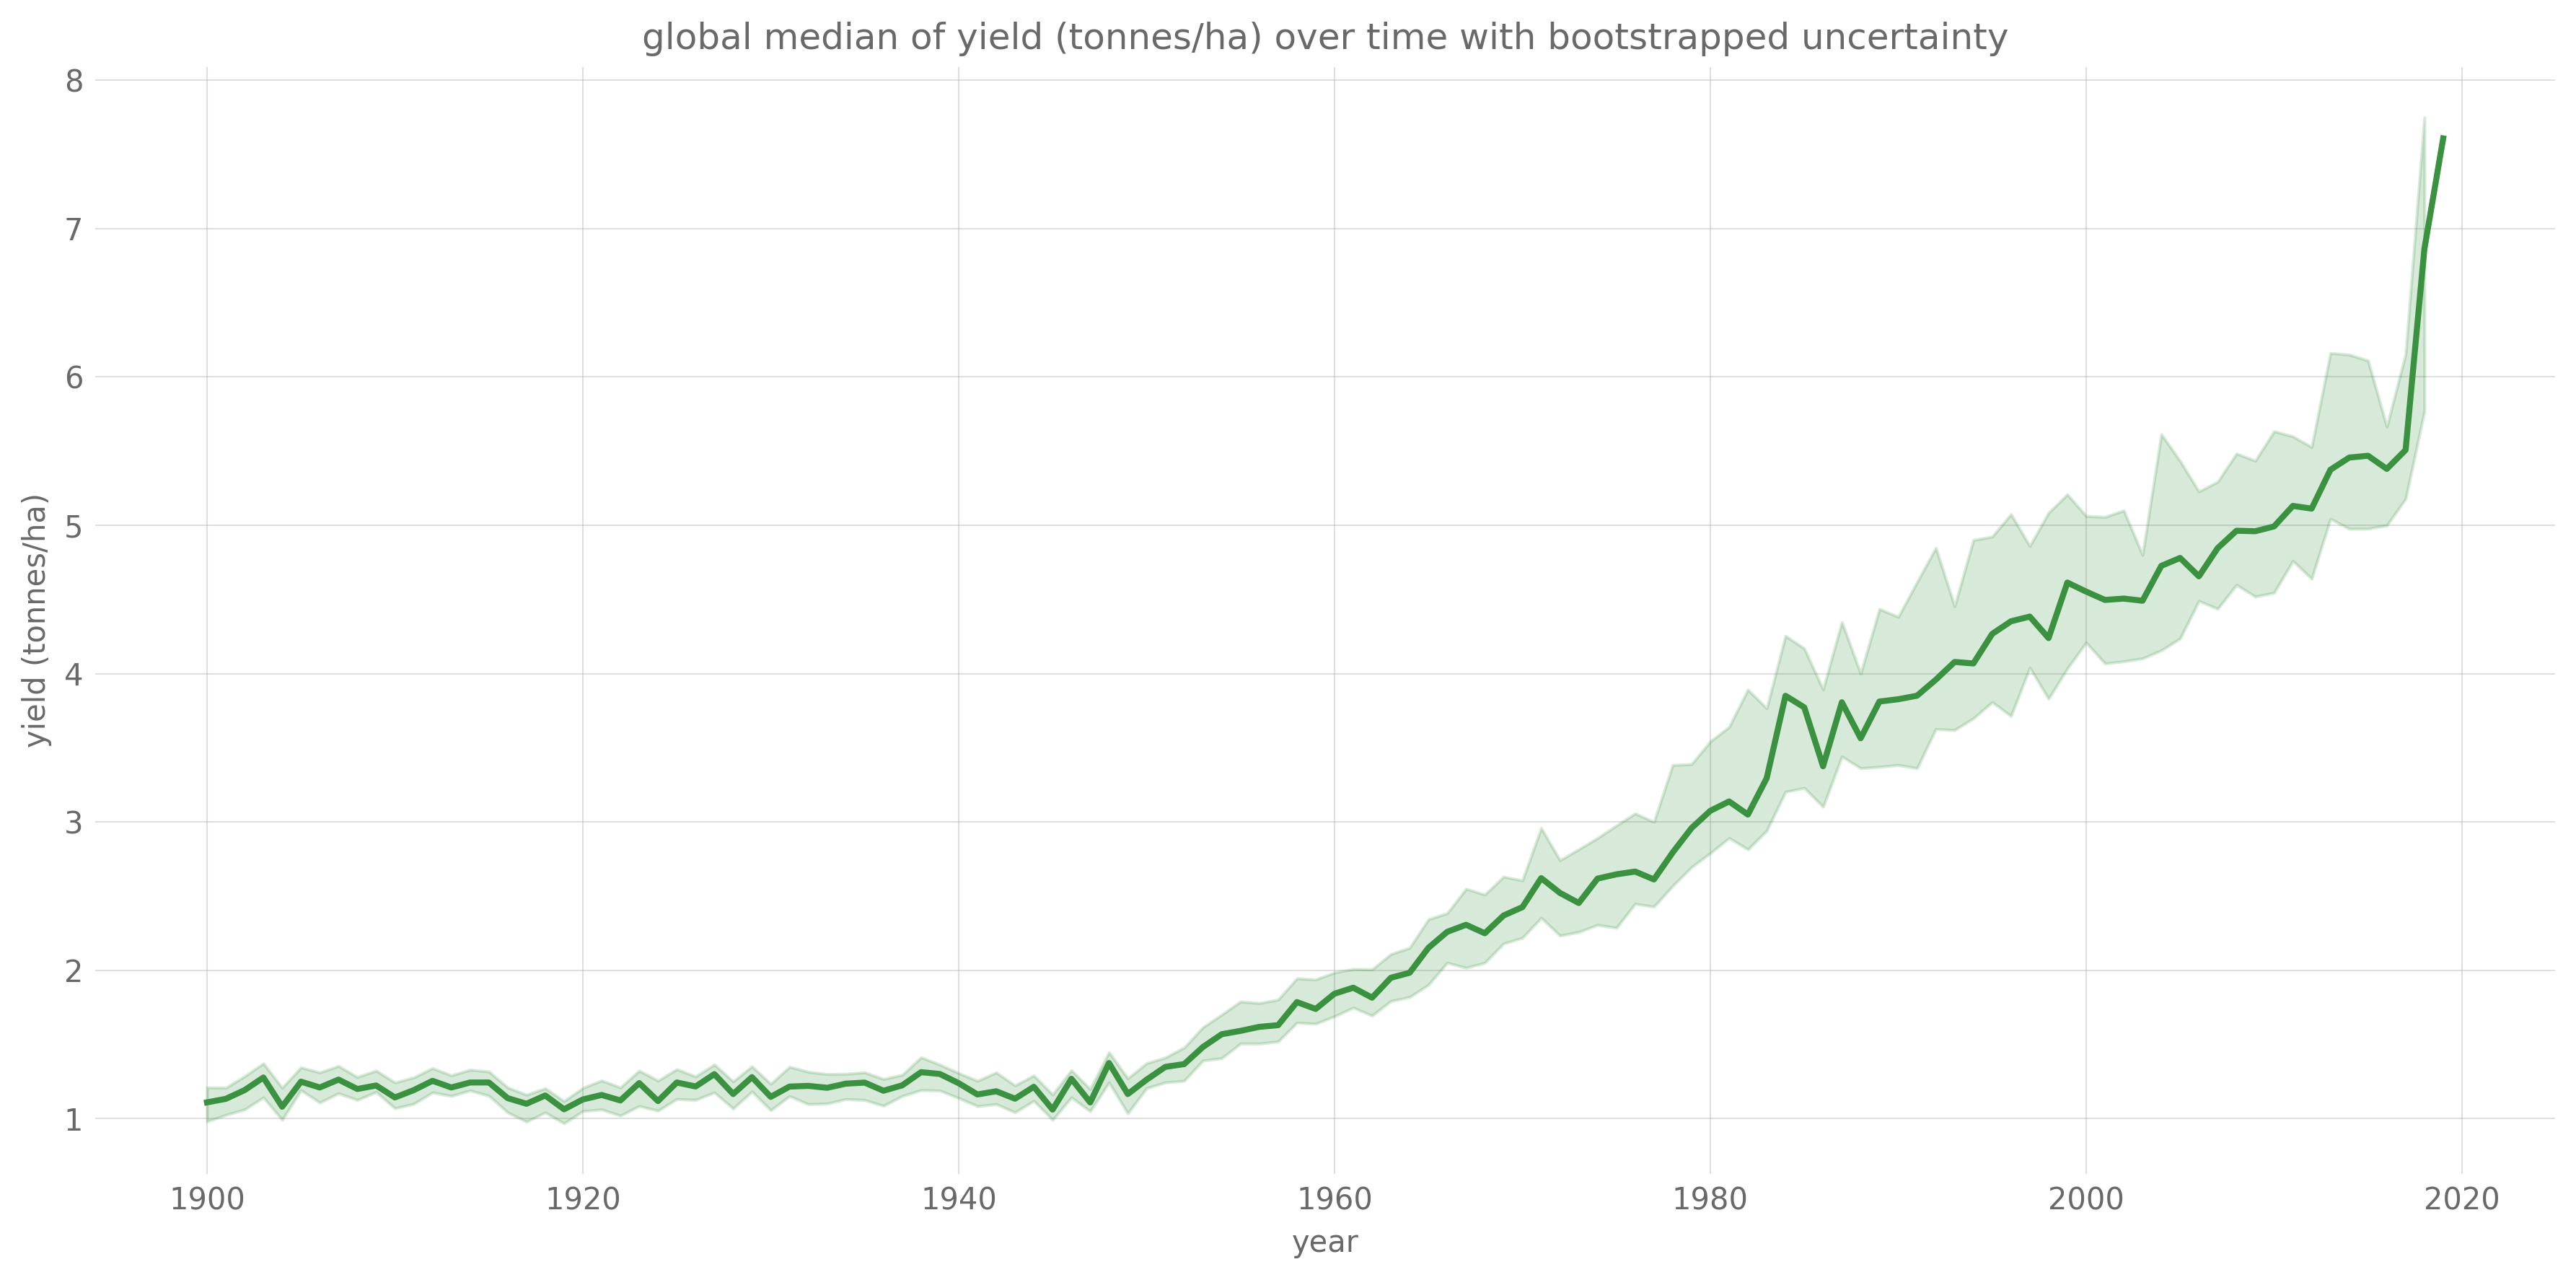 global median of yield (tonnes/ha) over time with bootstrapped uncertainty
8
7
6
5
4
3
2
1
yield (tonnes/ha)
1900 1920 1940 1960 1980 2000 2020
year